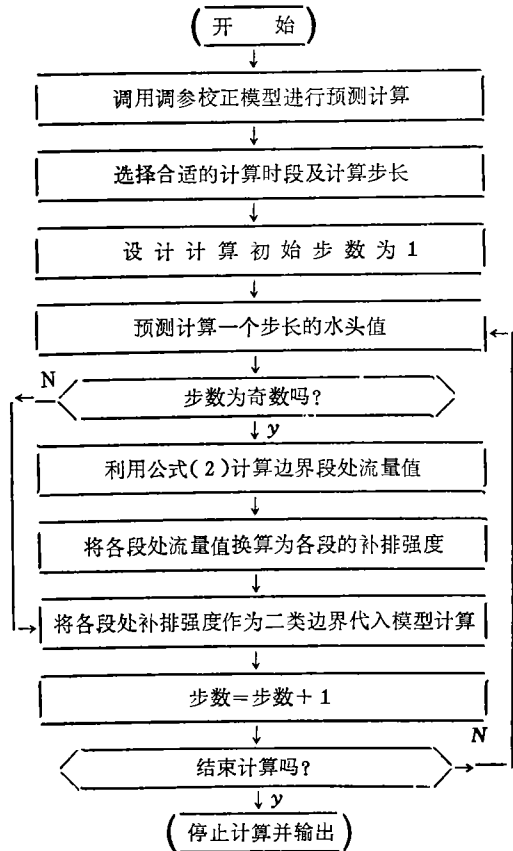 开 始
调用调参校正模型进行预测计算
选择合适的计算时段及计算步长
设计计算初始步数为1
预测计算一个步长的水头值
N
步数为奇数吗?
y
利用公式(2)计算边界段处流量值
将各段处流量值换算为各段的补排强度
将各段处补排强度作为二类边界代入模型计算
步数=步数+1
N
结束计算吗?
y
停止计算并输出